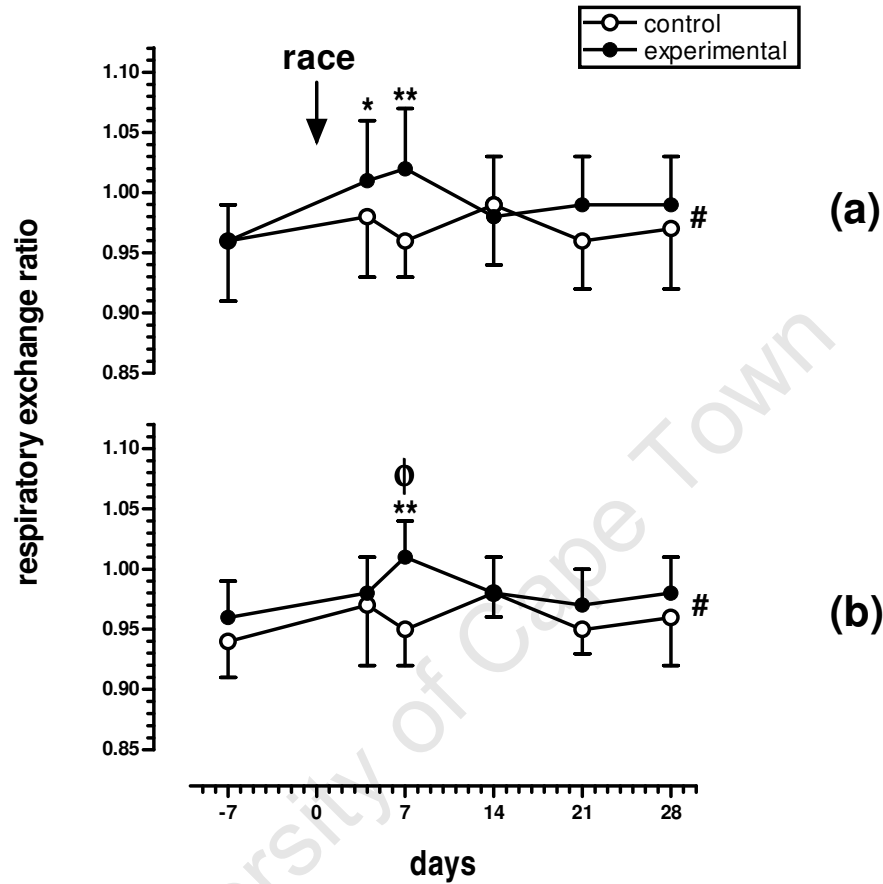 control
experimental
race
* **
1.10
1.05
1.00
0.95
0.90
0.85
#
(a)
respiratory exchange ratio
ϕ
**
1.10
1.05
1.00
0.95
0.90
0.85
#
(b)
-7 0 7 14 21 28
days
ersity of Cape Town